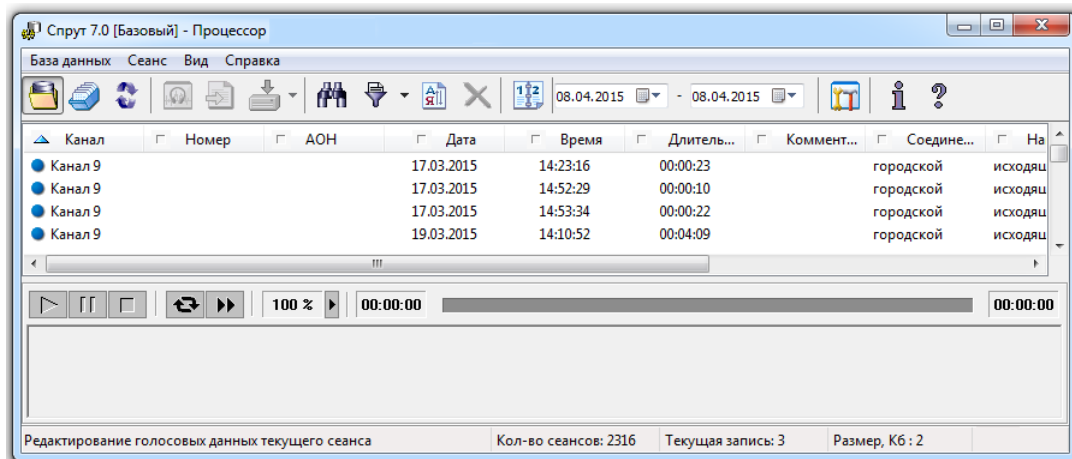 Спрут 7.0 [Базовый] - Процессор
База данных Сеанс Вид Справка
АЯ 12 08.04.2015 - 08.04.2015
Канал Номер АОН Дата Время Длитель... Коммент... Соедине... На
Канал 9 17.03.2015 14:23:16 00:00:23 городской исходящ
Канал 9 17.03.2015 14:52:29 00:00:10 городской исходящ
Канал 9 17.03.2015 14:53:34 00:00:22 городской исходящ
Канал 9 19.03.2015 14:10:52 00:04:09 городской исходящ
100 % 00:00:00 00:00:00
Редактирование голосовых данных текущего сеанса Кол-во сеансов: 2316 Текущая запись: 3 Размер, Кб : 2